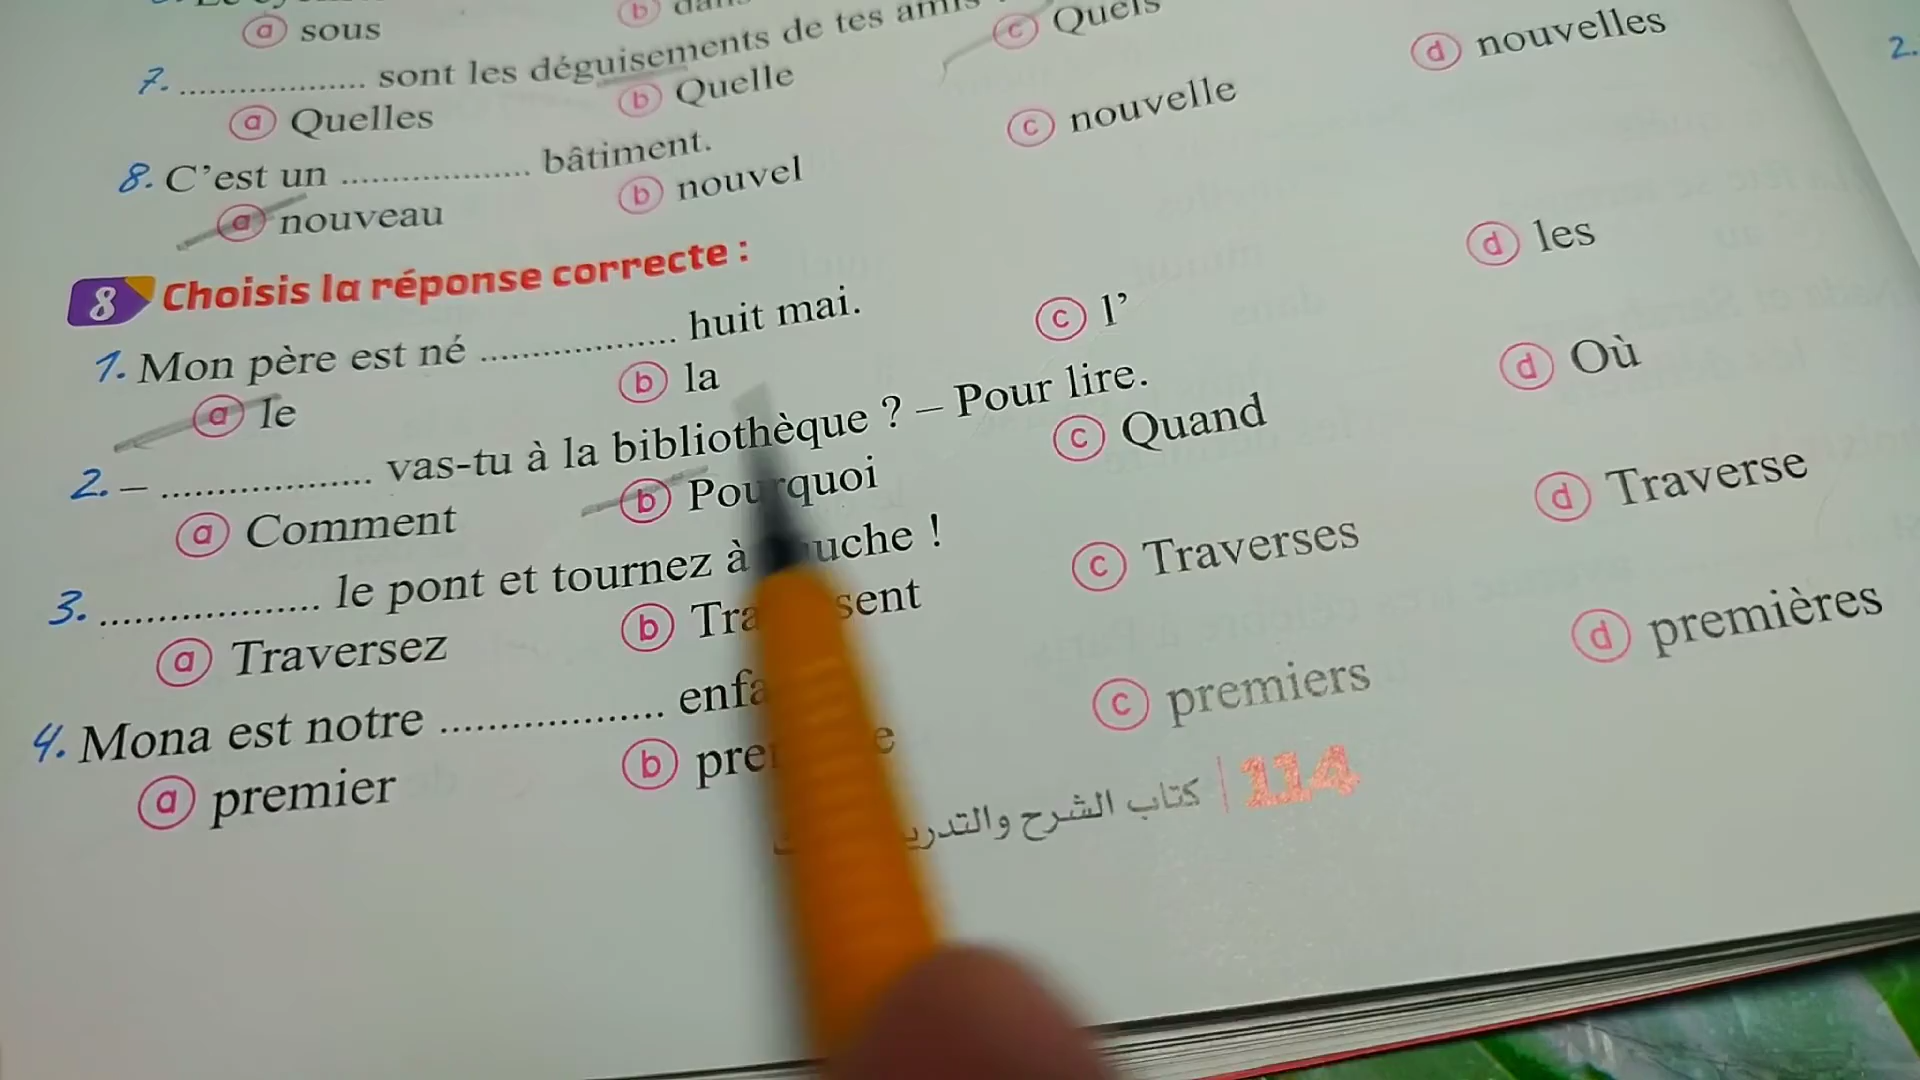 ⓐ sous
ⓑ
7. .................. sont les déguisements de tes amis
ⓐ Quelles ⓑ Quelle ⓒ Quels
8. C'est un .................. bâtiment.
ⓐ nouveau ⓑ nouvel ⓒ nouvelle ⓓ nouvelles
8 Choisis la réponse correcte :
1. Mon père est né .................. huit mai.
ⓐ le ⓑ la ⓒ l' ⓓ les
2. – .................. vas-tu à la bibliothèque ? – Pour lire.
ⓐ Comment ⓑ Pourquoi ⓒ Quand ⓓ Où
3. .................. le pont et tournez à !
ⓐ Traversez ⓑ ⓒ Traverses ⓓ Traverse
4. Mona est notre ..................
ⓐ premier ⓑ ⓒ premiers ⓓ premières
114 | كتاب الشرح
2.